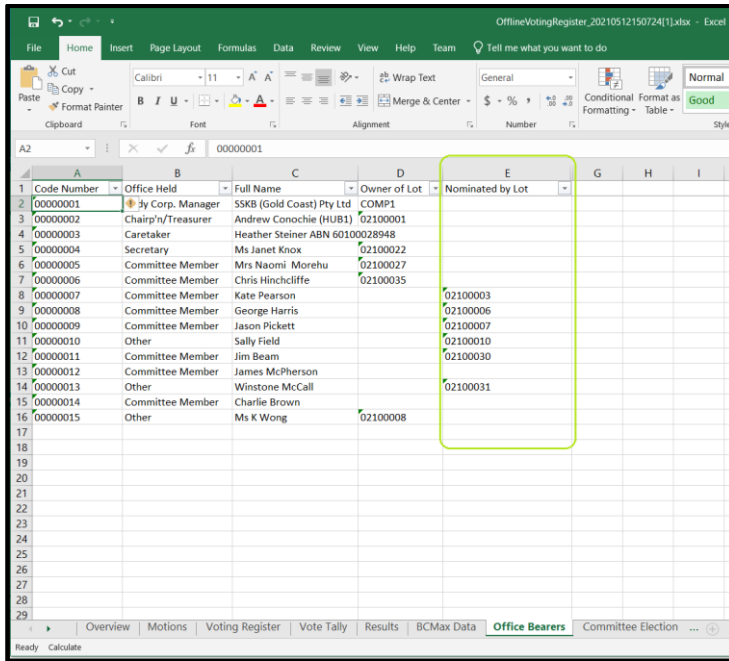 OfflineVotingRegister_20210512150724[1].xlsx - Excel
File Home Insert Page Layout Formulas Data Review View Help Team Tell me what you want to do
Cut
Copy
Paste
Format Painter
Calibri 11
B I U
Wrap Text
Merge & Center
General
$ % ,
Conditional Formatting
Format as Table
Normal
Good
Clipboard Font Alignment Number
A2 fx 00000001
A B C D E G H I
1 Code Number Office Held Full Name Owner of Lot Nominated by Lot
2 00000001 dy Corp. Manager SSKB (Gold Coast) Pty Ltd COMP1
3 00000002 Chairp'n/Treasurer Andrew Conochie (HUB1) 02100001
4 00000003 Caretaker Heather Steiner ABN 60100028948
5 00000004 Secretary Ms Janet Knox 02100022
6 00000005 Committee Member Mrs Naomi Morehu 02100027
7 00000006 Committee Member Chris Hinchcliffe 02100035
8 00000007 Committee Member Kate Pearson 02100003
9 00000008 Committee Member George Harris 02100006
10 00000009 Committee Member Jason Pickett 02100007
11 00000010 Other Sally Field 02100010
12 00000011 Committee Member Jim Beam 02100030
13 00000012 Committee Member James McPherson
14 00000013 Other Winstone McCall 02100031
15 00000014 Committee Member Charlie Brown
16 00000015 Other Ms K Wong 02100008
17
18
19
20
21
22
23
24
25
26
27
28
29
Overview Motions Voting Register Vote Tally Results BCMax Data Office Bearers Committee Election ...
Ready Calculate